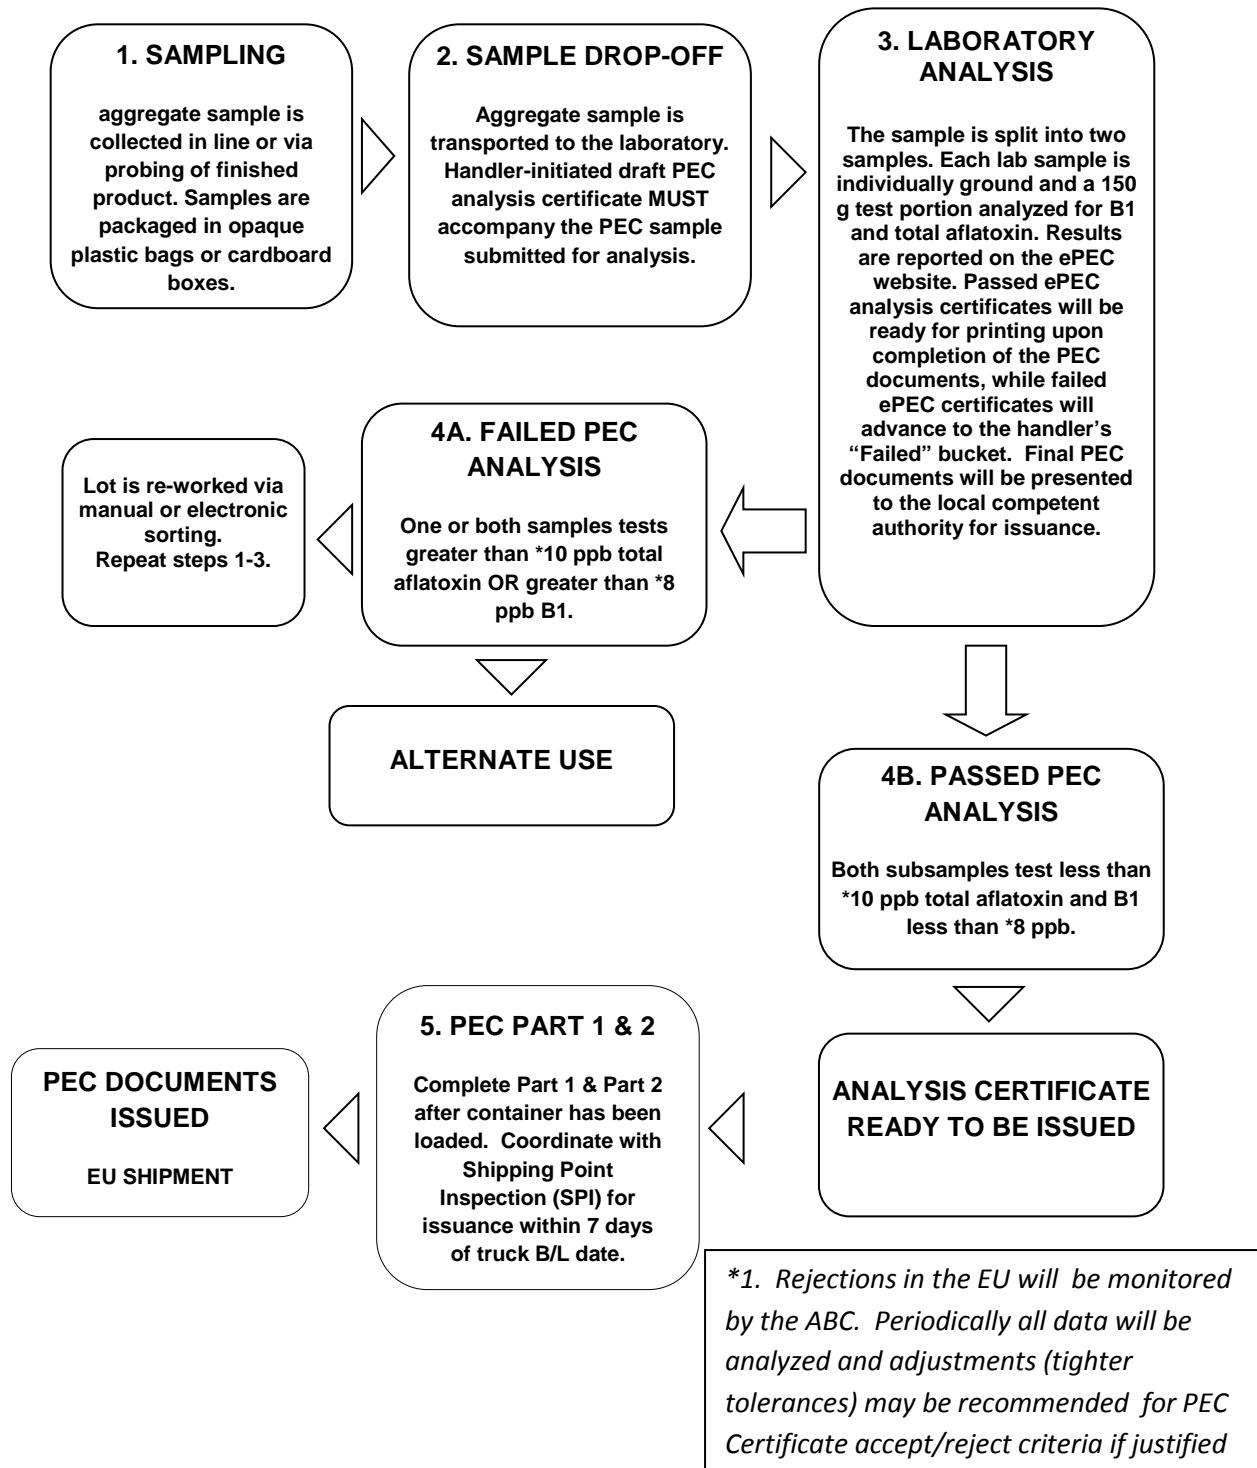 1. SAMPLING
aggregate sample is
collected in line or via
probing of finished
product. Samples are
packaged in opaque
plastic bags or cardboard
boxes.
2. SAMPLE DROP-OFF
Aggregate sample is
transported to the laboratory.
Handler-initiated draft PEC
analysis certificate MUST
accompany the PEC sample
submitted for analysis.
3. LABORATORY
ANALYSIS
The sample is split into two
samples. Each lab sample is
individually ground and a 150
g test portion analyzed for B1
and total aflatoxin. Results
are reported on the ePEC
website. Passed ePEC
analysis certificates will be
ready for printing upon
completion of the PEC
documents, while failed
ePEC certificates will
advance to the handler’s
“Failed” bucket. Final PEC
documents will be presented
to the local competent
authority for issuance.
4A. FAILED PEC
ANALYSIS
One or both samples tests
greater than *10 ppb total
aflatoxin OR greater than *8
ppb B1.
Lot is re-worked via
manual or electronic
sorting.
Repeat steps 1-3.
ALTERNATE USE
4B. PASSED PEC
ANALYSIS
Both subsamples test less than
*10 ppb total aflatoxin and B1
less than *8 ppb.
ANALYSIS CERTIFICATE
READY TO BE ISSUED
5. PEC PART 1 & 2
Complete Part 1 & Part 2
after container has been
loaded. Coordinate with
Shipping Point
Inspection (SPI) for
issuance within 7 days
of truck B/L date.
PEC DOCUMENTS
ISSUED
EU SHIPMENT
*1. Rejections in the EU will be monitored
by the ABC. Periodically all data will be
analyzed and adjustments (tighter
tolerances) may be recommended for PEC
Certificate accept/reject criteria if justified